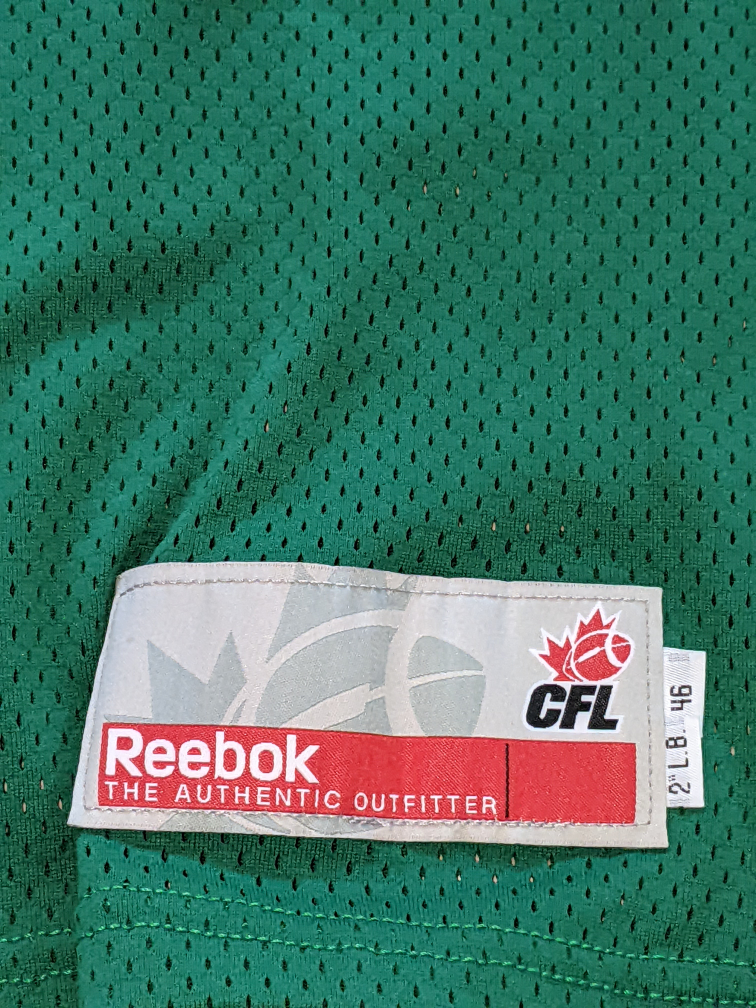 CFL
Reebok
THE AUTHENTIC OUTFITTER
2" L.B. 46